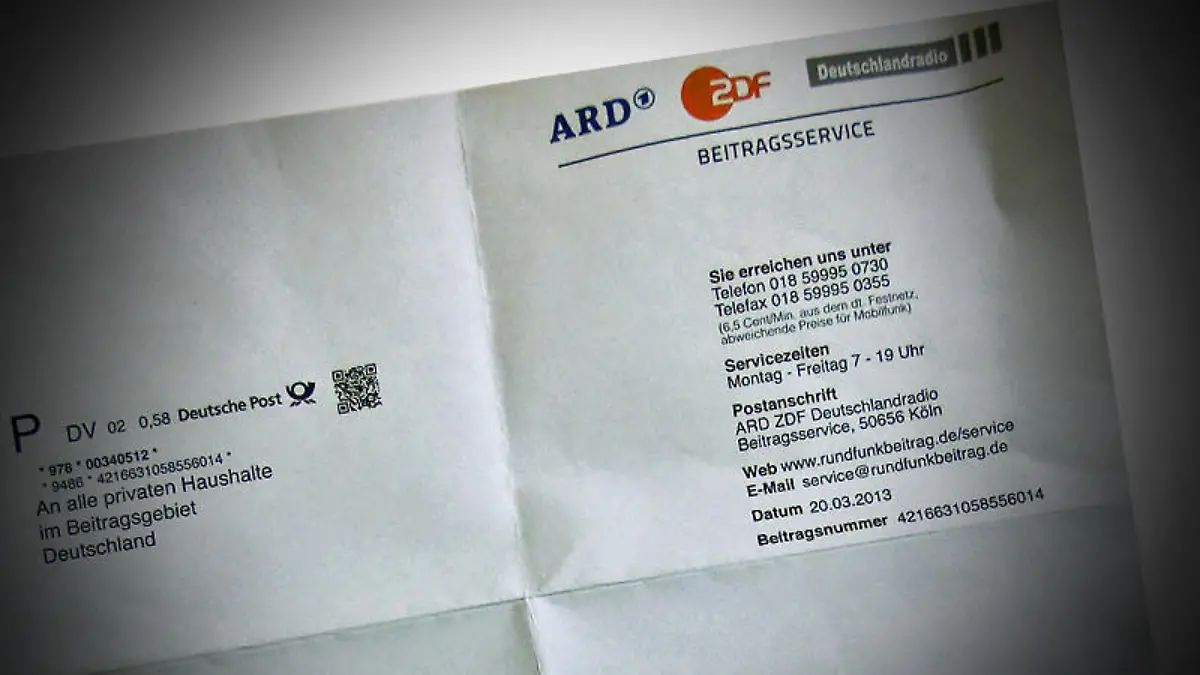 ARD 1
ZDF
Deutschlandradio
BEITRAGSSERVICE
Sie erreichen uns unter
Telefon 018 59995 0730
Telefax 018 59995 0355
(6,5 Cent/Min. aus dem dt. Festnetz,
abweichende Preise für Mobilfunk)
Servicezeiten
Montag - Freitag 7 - 19 Uhr
Postanschrift
ARD ZDF Deutschlandradio
Beitragsservice, 50656 Köln
Web www.rundfunkbeitrag.de/service
E-Mail service@rundfunkbeitrag.de
Datum 20.03.2013
Beitragsnummer 4216631058556014
P DV 02 0,58 Deutsche Post
* 978 * 00340512 *
* 9486 * 4216631058556014 *
An alle privaten Haushalte
im Beitragsgebiet
Deutschland